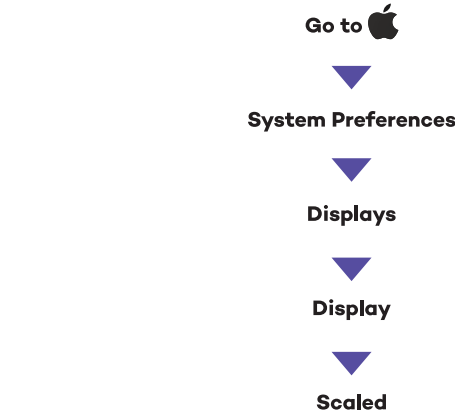 Go to
System Preferences
Displays
Display
Scaled